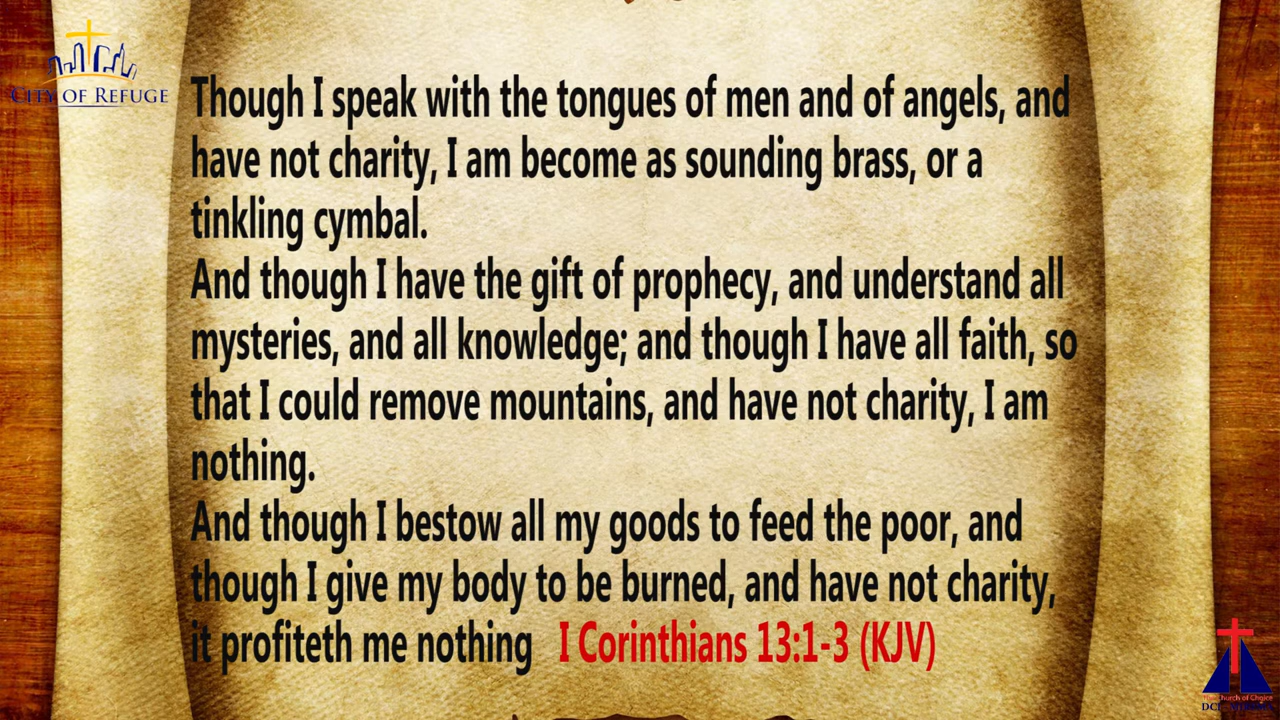 CITY OF REFUGE
Though I speak with the tongues of men and of angels, and
have not charity, I am become as sounding brass, or a
tinkling cymbal.
And though I have the gift of prophecy, and understand all
mysteries, and all knowledge; and though I have all faith, so
that I could remove mountains, and have not charity, I am
nothing.
And though I bestow all my goods to feed the poor, and
though I give my body to be burned, and have not charity,
it profiteth me nothing I Corinthians 13:1-3 (KJV)
Church of Choice